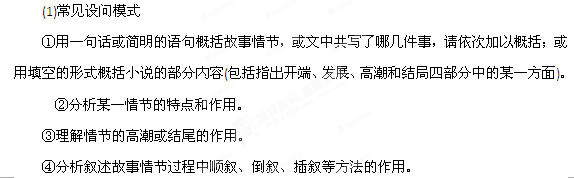 (1)常见设问模式
①用一句话或简明的语句概括故事情节，或文中共写了哪几件事，请依次加以概括；或
用填空的形式概括小说的部分内容(包括指出开端、发展、高潮和结局四部分中的某一方面)。
②分析某一情节的特点和作用。
③理解情节的高潮或结尾的作用。
④分析叙述故事情节过程中顺叙、倒叙、插叙等方法的作用。